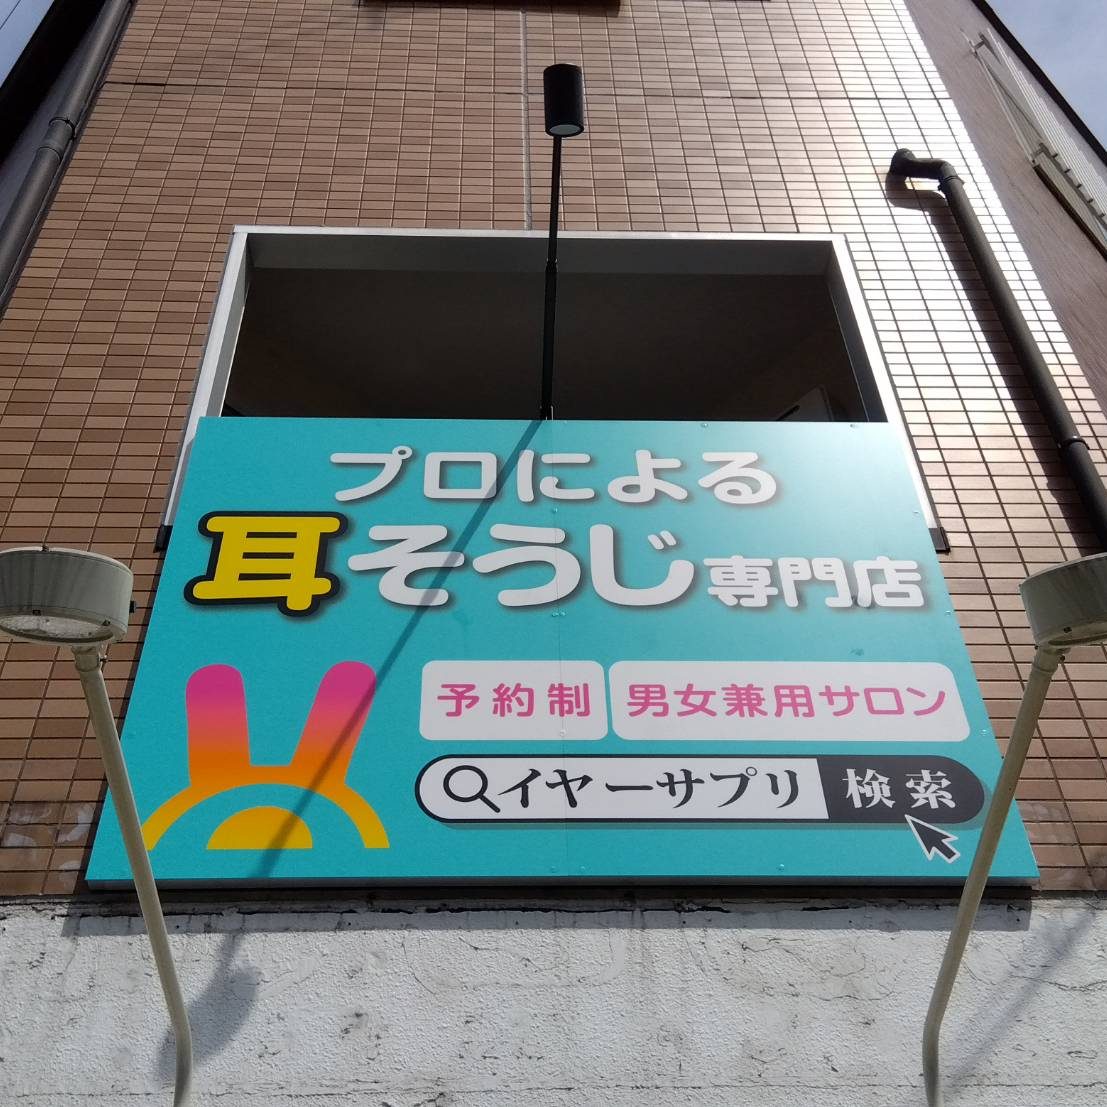 プロによる
耳そうじ専門店
予約制 男女兼用サロン
イヤーサプリ 検索